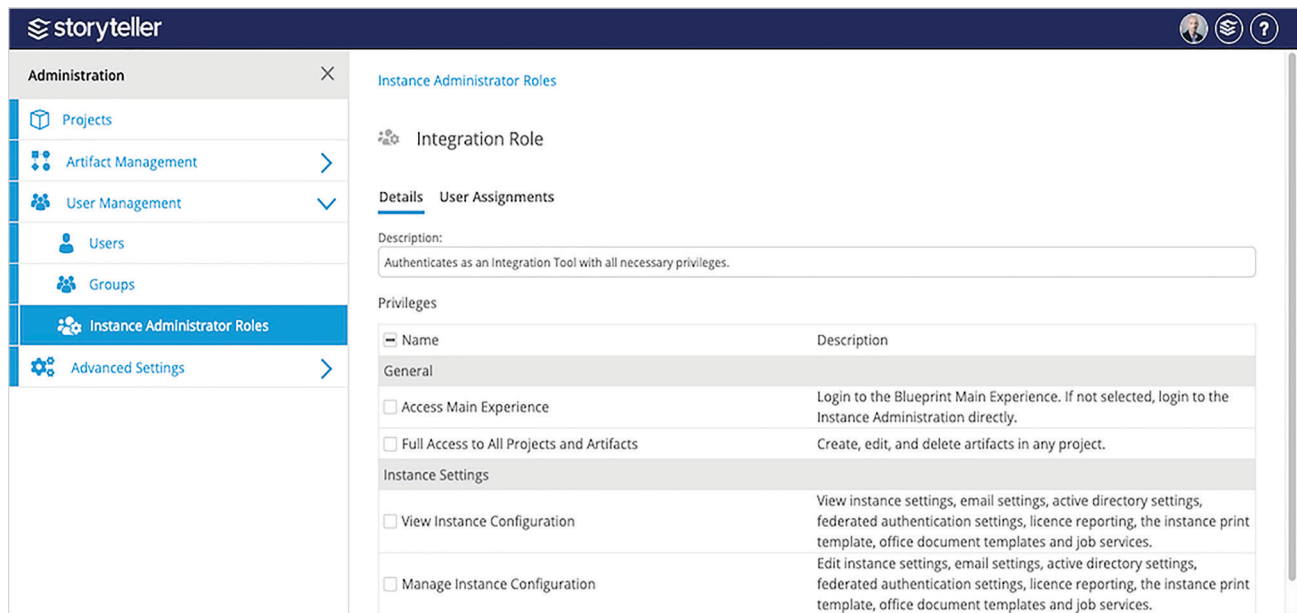 storyteller
?
Administration
Projects
Artifact Management
User Management
Users
Groups
Instance Administrator Roles
Advanced Settings
Instance Administrator Roles
Integration Role
Details User Assignments
Description:
Authenticates as an Integration Tool with all necessary privileges.
Privileges
Name Description
General
Access Main Experience
Login to the Blueprint Main Experience. If not selected, login to the
Instance Administration directly.
Full Access to All Projects and Artifacts Create, edit, and delete artifacts in any project.
Instance Settings
View Instance Configuration
View instance settings, email settings, active directory settings,
federated authentication settings, licence reporting, the instance print
template, office document templates and job services.
Manage Instance Configuration
Edit instance settings, email settings, active directory settings,
federated authentication settings, licence reporting, the instance print
template, office document templates and job services.